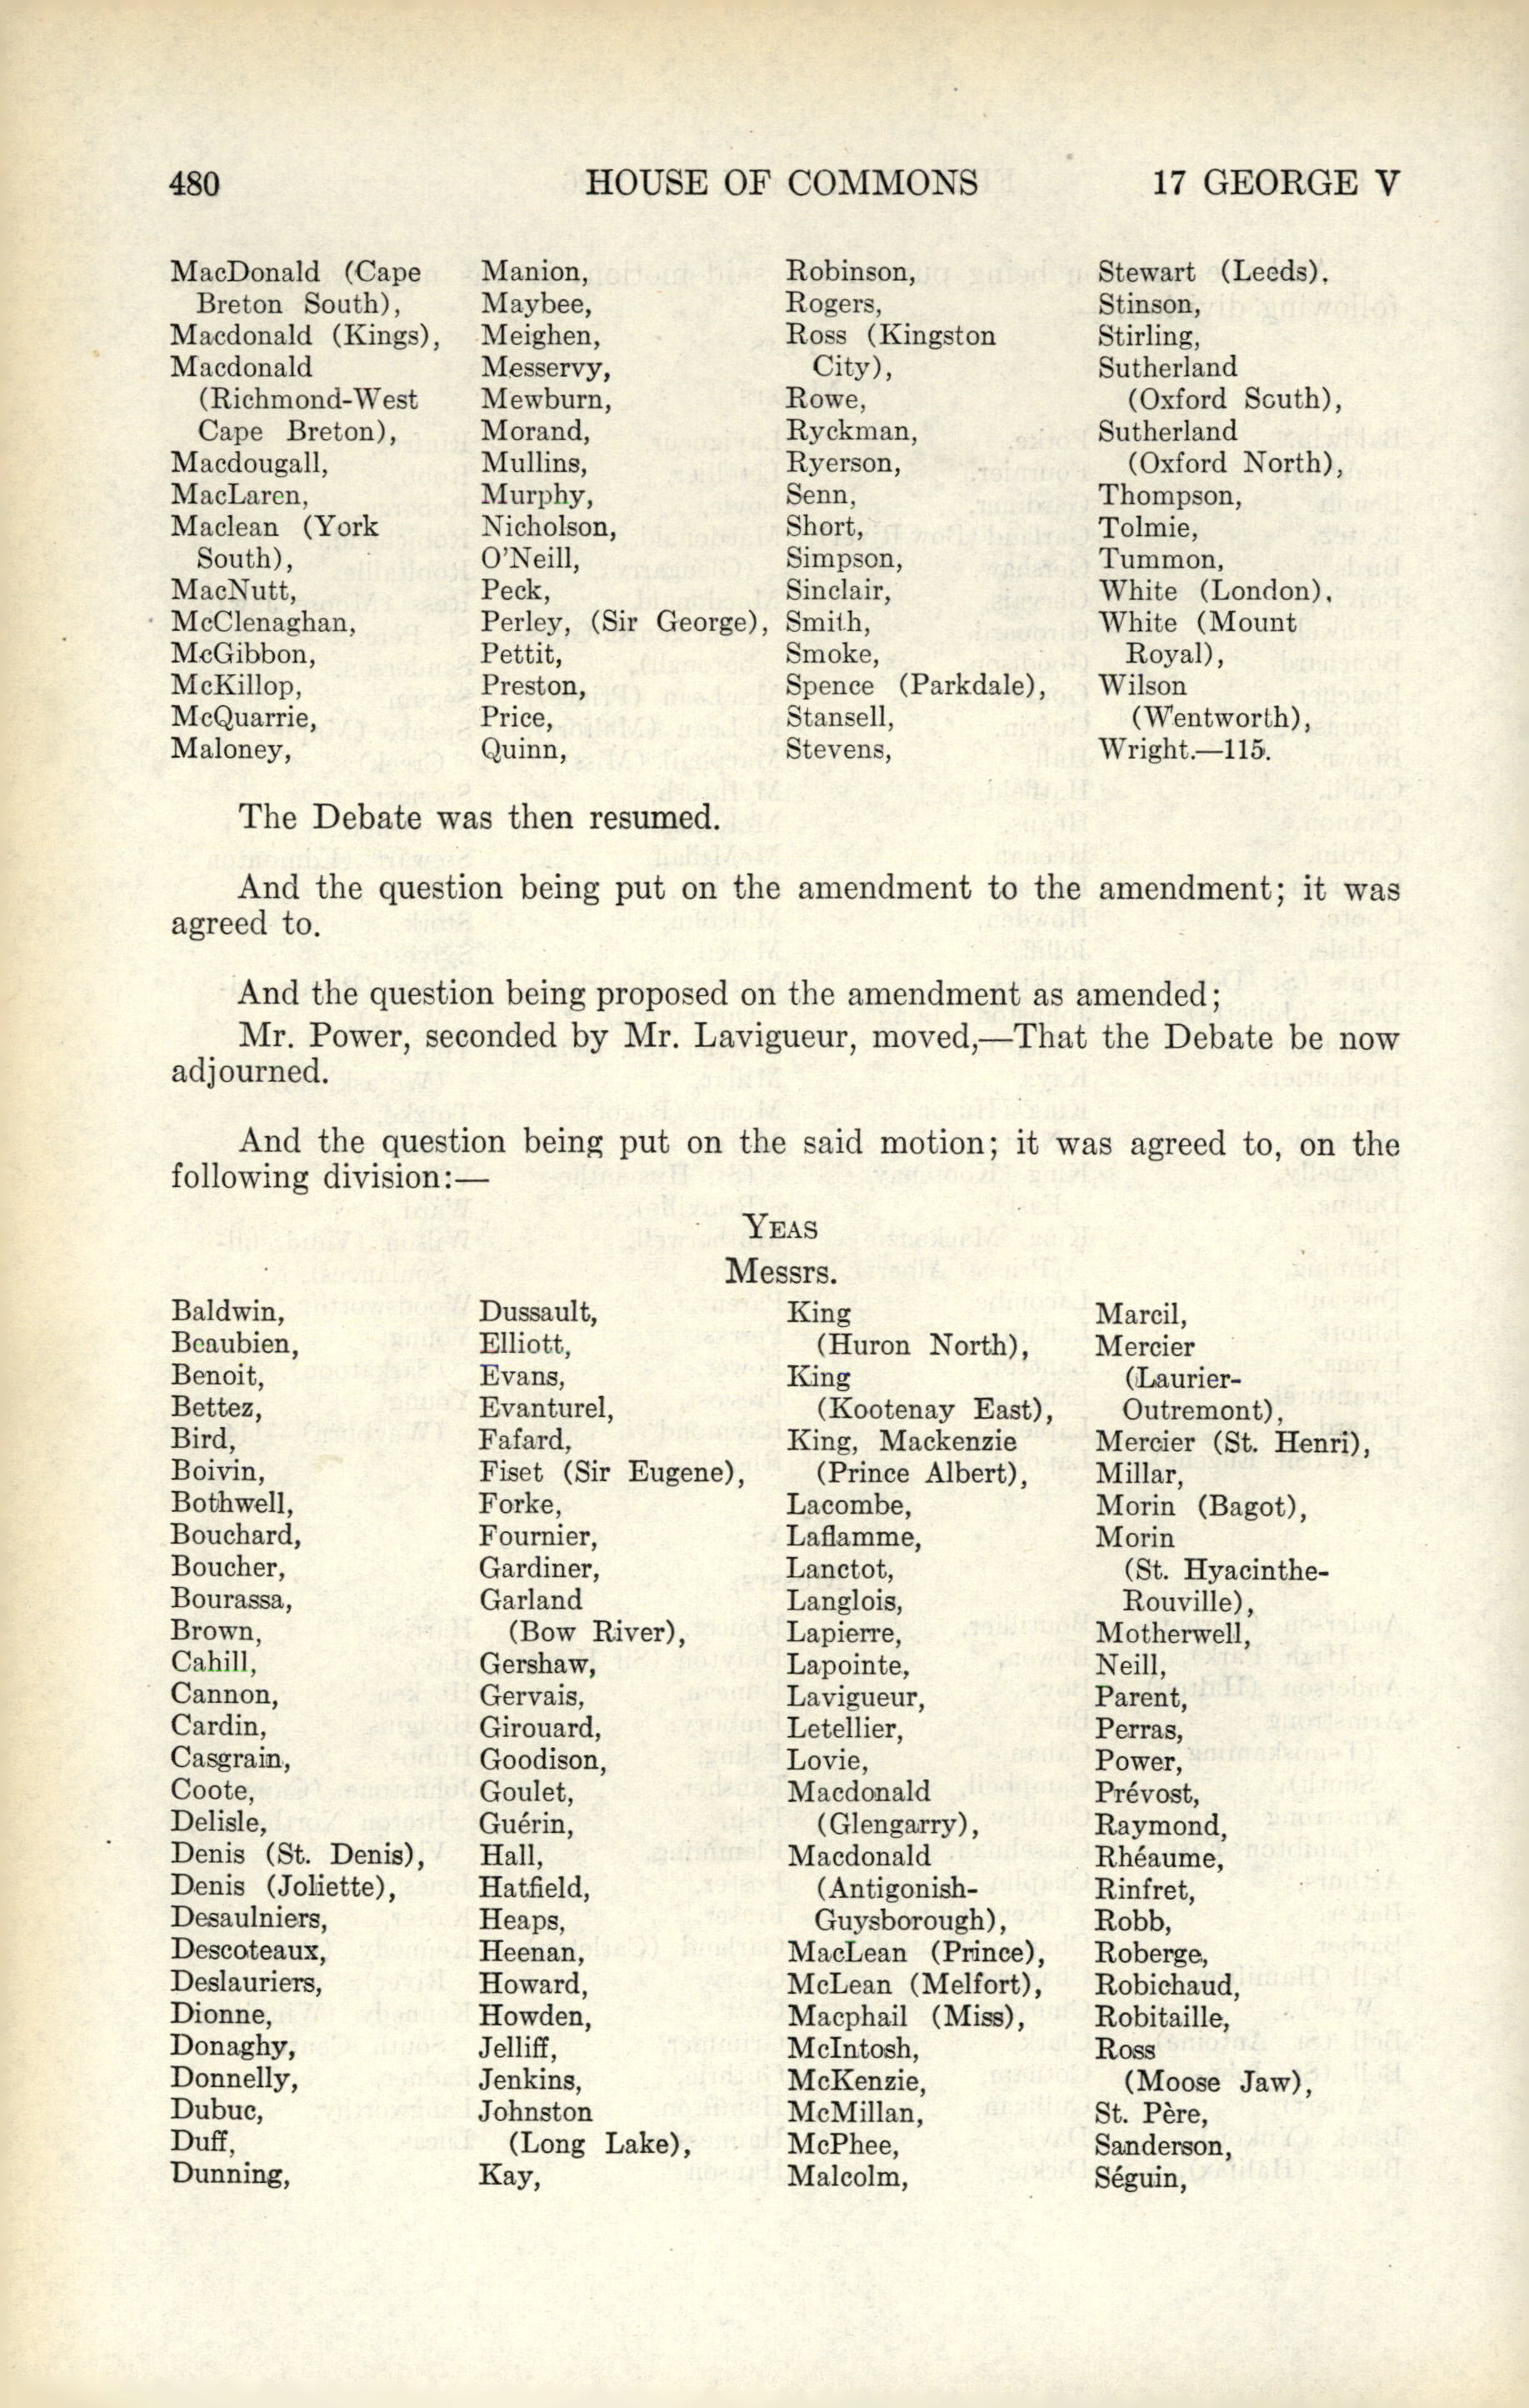 480 HOUSE OF COMMONS 17 GEORGE V
MacDonald (Cape
Breton South),
Macdonald (Kings),
Macdonald
(Richmond-West
Cape Breton),
Macdougall,
MacLaren,
Maclean (York
South),
MacNutt,
McClenaghan,
McGibbon,
McKillop,
McQuarrie,
Maloney,
Manion,
Maybee,
Meighen,
Messervy,
Mewburn,
Morand,
Mullins,
Murphy,
Nicholson,
O'Neill,
Peck,
Perley, (Sir George),
Pettit,
Preston,
Price,
Quinn,
Robinson,
Rogers,
Ross (Kingston
City),
Rowe,
Ryckman,
Ryerson,
Senn,
Short,
Simpson,
Sinclair,
Smith,
Smoke,
Spence (Parkdale),
Stansell,
Stevens,
Stewart (Leeds).
Stinson,
Stirling,
Sutherland
(Oxford South),
Sutherland
(Oxford North),
Thompson,
Tolmie,
Tummon,
White (London).
White (Mount
Royal),
Wilson
(Wentworth),
Wright.—115.
The Debate was then resumed.
And the question being put on the amendment to the amendment; it was
agreed to.
And the question being proposed on the amendment as amended;
Mr. Power, seconded by Mr. Lavigueur, moved,—That the Debate be now
adjourned.
And the question being put on the said motion; it was agreed to, on the
following division:—
YEAS
Messrs.
Baldwin,
Beaubien,
Benoit,
Bettez,
Bird,
Boivin,
Bothwell,
Bouchard,
Boucher,
Bourassa,
Brown,
Cahill,
Cannon,
Cardin,
Casgrain,
Coote,
Delisle,
Denis (St. Denis),
Denis (Joliette),
Desaulniers,
Descoteaux,
Deslauriers,
Dionne,
Donaghy,
Donnelly,
Dubuc,
Duff,
Dunning,
Dussault,
Elliott,
Evans,
Evanturel,
Fafard,
Fiset (Sir Eugene),
Forke,
Fournier,
Gardiner,
Garland
(Bow River),
Gershaw,
Gervais,
Girouard,
Goodison,
Goulet,
Guérin,
Hall,
Hatfield,
Heaps,
Heenan,
Howard,
Howden,
Jelliff,
Jenkins,
Johnston
(Long Lake),
Kay,
King
(Huron North),
King
(Kootenay East),
King, Mackenzie
(Prince Albert),
Lacombe,
Laflamme,
Lanctot,
Langlois,
Lapierre,
Lapointe,
Lavigueur,
Letellier,
Lovie,
Macdonald
(Glengarry),
Macdonald
(Antigonish-
Guysborough),
MacLean (Prince),
McLean (Melfort),
Macphail (Miss),
McIntosh,
McKenzie,
McMillan,
McPhee,
Malcolm,
Marcil,
Mercier
(Laurier-
Outremont),
Mercier (St. Henri),
Millar,
Morin (Bagot),
Morin
(St. Hyacinthe-
Rouville),
Motherwell,
Neill,
Parent,
Perras,
Power,
Prévost,
Raymond,
Rhéaume,
Rinfret,
Robb,
Roberge,
Robichaud,
Robitaille,
Ross
(Moose Jaw),
St. Père,
Sanderson,
Séguin,